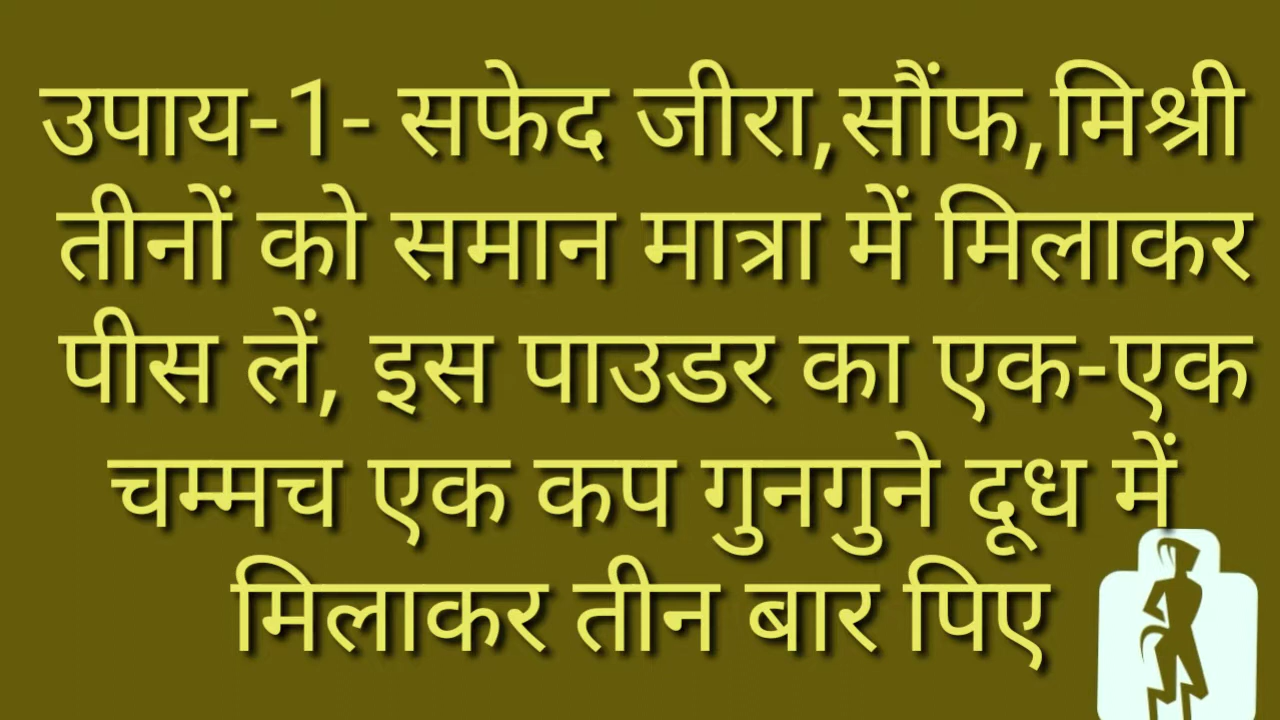 उपाय-1- सफेद जीरा,सौंफ,मिश्री
तीनों को समान मात्रा में मिलाकर
पीस लें, इस पाउडर का एक-एक
चम्मच एक कप गुनगुने दूध में
मिलाकर तीन बार पिए